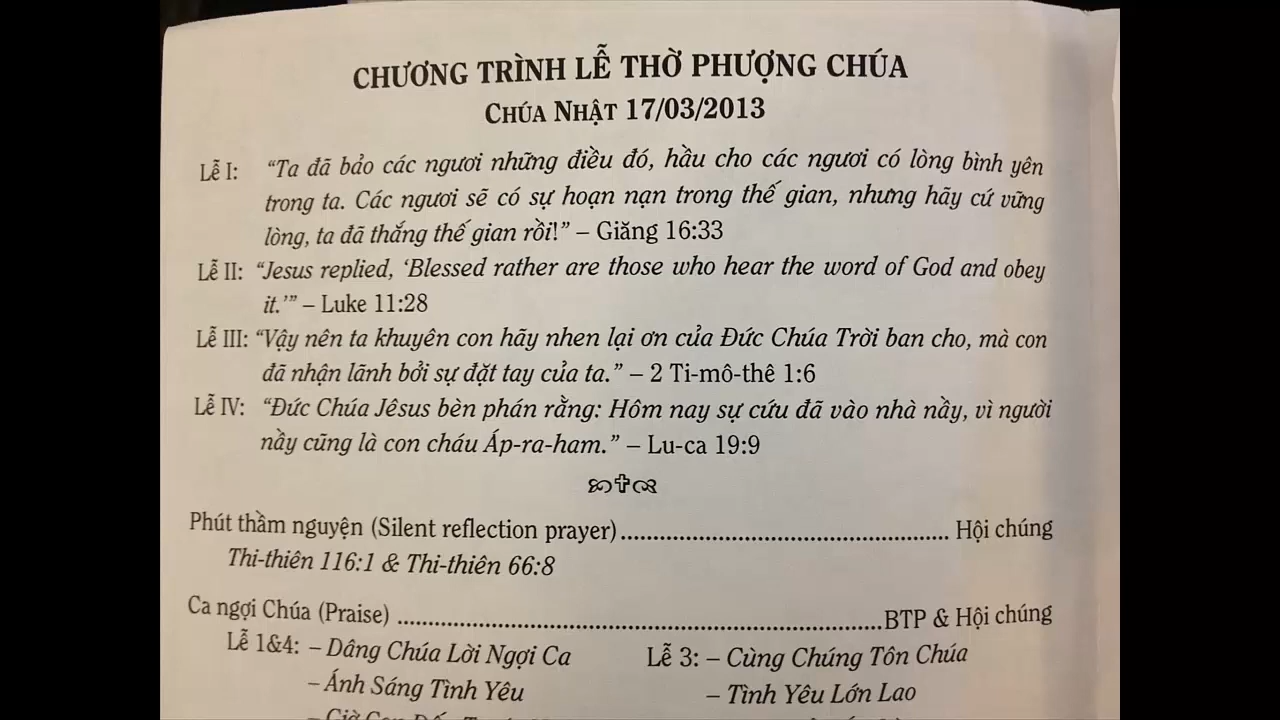 CHƯƠNG TRÌNH LỄ THỜ PHƯỢNG CHÚA
CHÚA NHẬT 17/03/2013
Lễ I: “Ta đã bảo các ngươi những điều đó, hầu cho các ngươi có lòng bình yên
trong ta. Các ngươi sẽ có sự hoạn nạn trong thế gian, nhưng hãy cứ vững
lòng, ta đã thắng thế gian rồi!” – Giăng 16:33
Lễ II: “Jesus replied, ‘Blessed rather are those who hear the word of God and obey
it.’” – Luke 11:28
Lễ III: “Vậy nên ta khuyên con hãy nhen lại ơn của Đức Chúa Trời ban cho, mà con
đã nhận lãnh bởi sự đặt tay của ta.” – 2 Ti-mô-thê 1:6
Lễ IV: “Đức Chúa Jêsus bèn phán rằng: Hôm nay sự cứu đã vào nhà nầy, vì người
nầy cũng là con cháu Áp-ra-ham.” – Lu-ca 19:9
Phút thầm nguyện (Silent reflection prayer)................................................... Hội chúng
Thi-thiên 116:1 & Thi-thiên 66:8
Ca ngợi Chúa (Praise) ...........................................................................BTP & Hội chúng
Lễ 1&4: – Dâng Chúa Lời Ngợi Ca Lễ 3: – Cùng Chúng Tôn Chúa
– Ánh Sáng Tình Yêu – Tình Yêu Lớn Lao